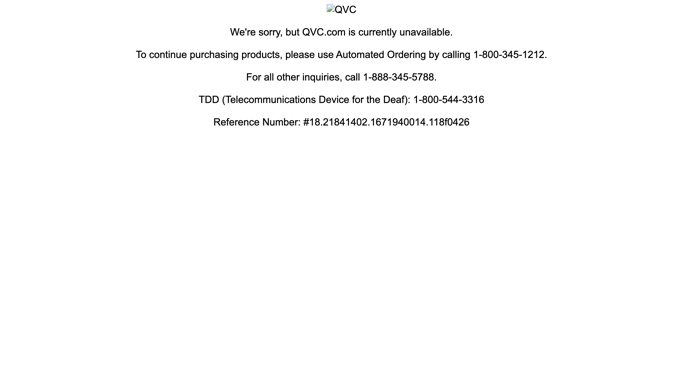 QVC
We're sorry, but QVC.com is currently unavailable.
To continue purchasing products, please use Automated Ordering by calling 1-800-345-1212.
For all other inquiries, call 1-888-345-5788.
TDD (Telecommunications Device for the Deaf): 1-800-544-3316
Reference Number: #18.21841402.1671940014.118f0426